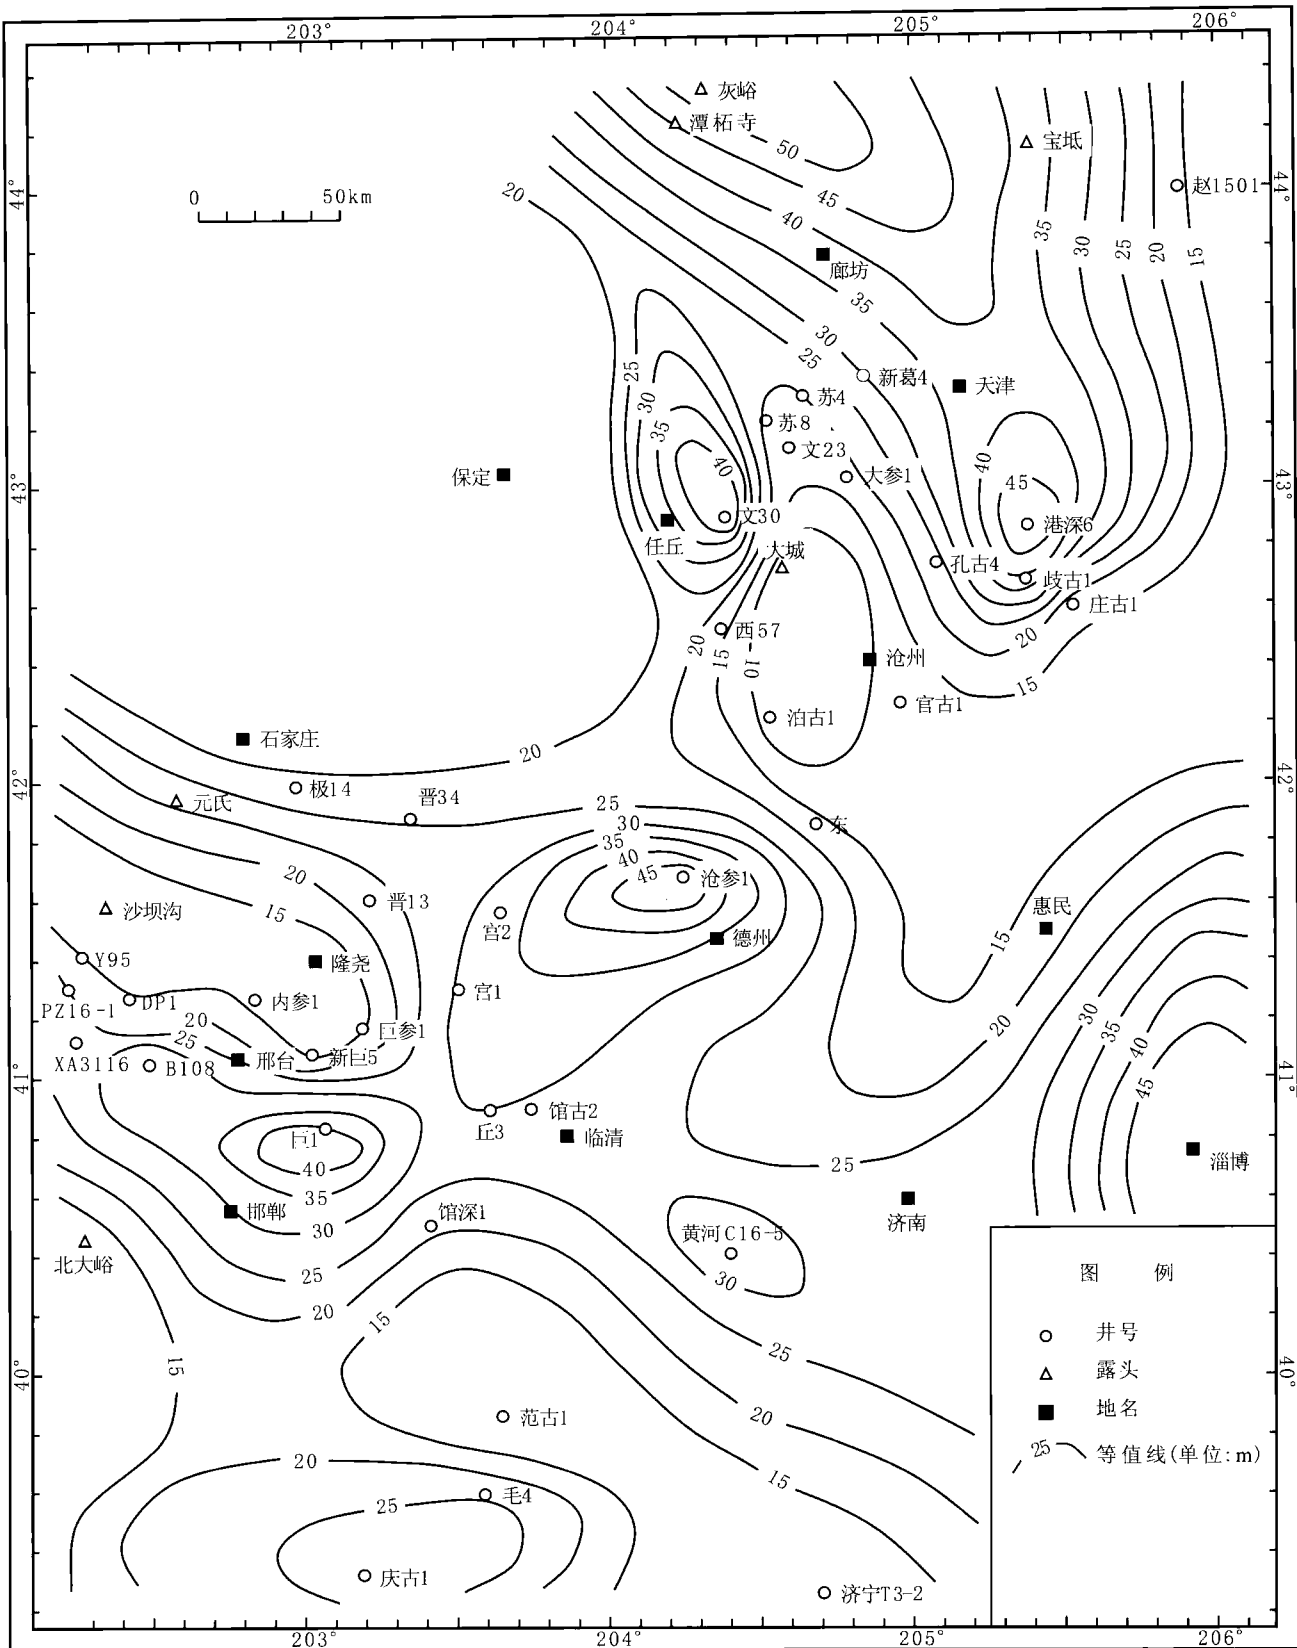 203°
204°
205°
206°
灰峪
潭柘寺
50
宝坻
44°
0
50km
20
45
赵1501
44°
40
35
30
25
20
15
廊坊
35
30
25
25
新葛4
天津
苏4
30
苏8
35
文23
40
40
保定
大参1
45
43°
43°
文30
港深6
任丘
大城
孔古4
歧古1
庄古1
西57
20
20
15
10
沧州
15
官古1
泊古1
石家庄
20
42°
42°
极14
晋34
元氏
25
30
东
35
40
45
沧参1
20
晋13
沙坝沟
15
惠民
宫2
德州
15
Y95
隆尧
宫1
PZ16-1
DP1
内参1
20
25
巨参1
20
30
35
40
45
XA3116
B108
邢台
新巨5
41°
41°
馆古2
丘3
临清
巨1
40
25
淄博
35
邯郸
30
馆深1
济南
黄河C16-5
北大峪
25
30
20
15
图 例
井号
露头
地名
25
等值线(单位:m)
15
25
40°
40°
范古1
20
20
15
25
毛4
庆古1
济宁T3-2
203°
204°
205°
206°